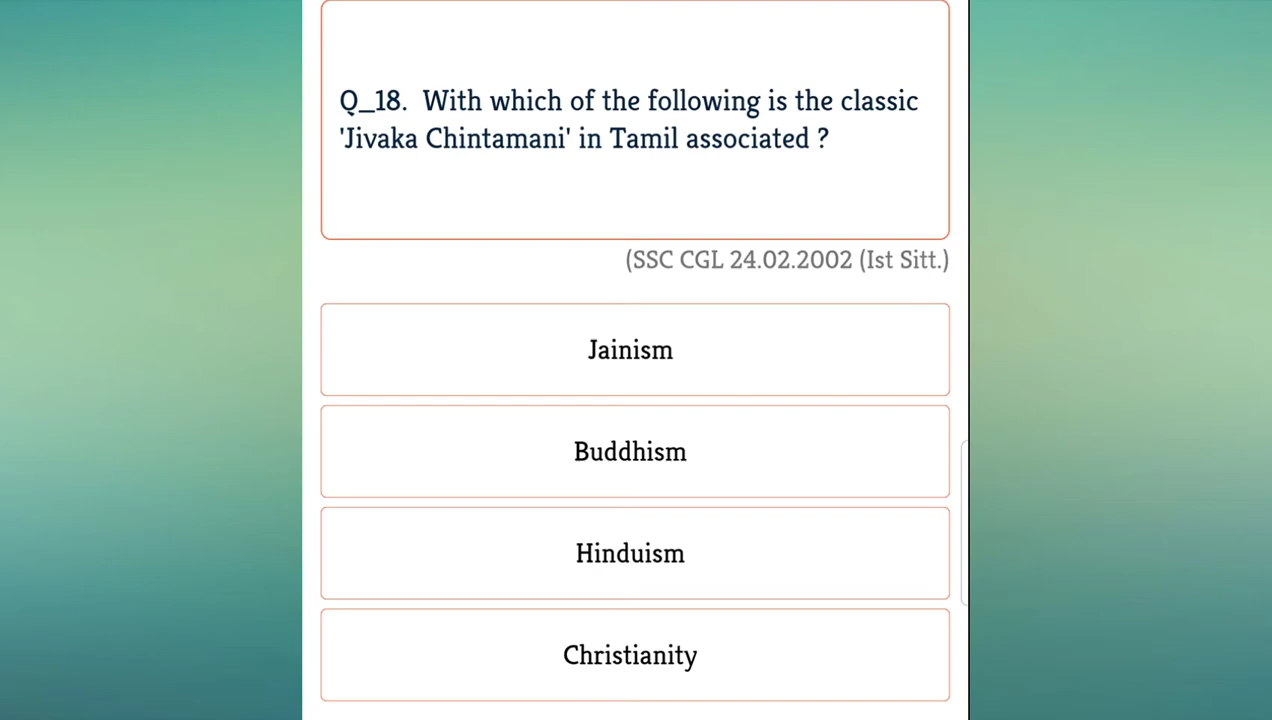 Q_18. With which of the following is the classic
'Jivaka Chintamani' in Tamil associated ?
(SSC CGL 24.02.2002 (Ist Sitt.)
Jainism
Buddhism
Hinduism
Christianity